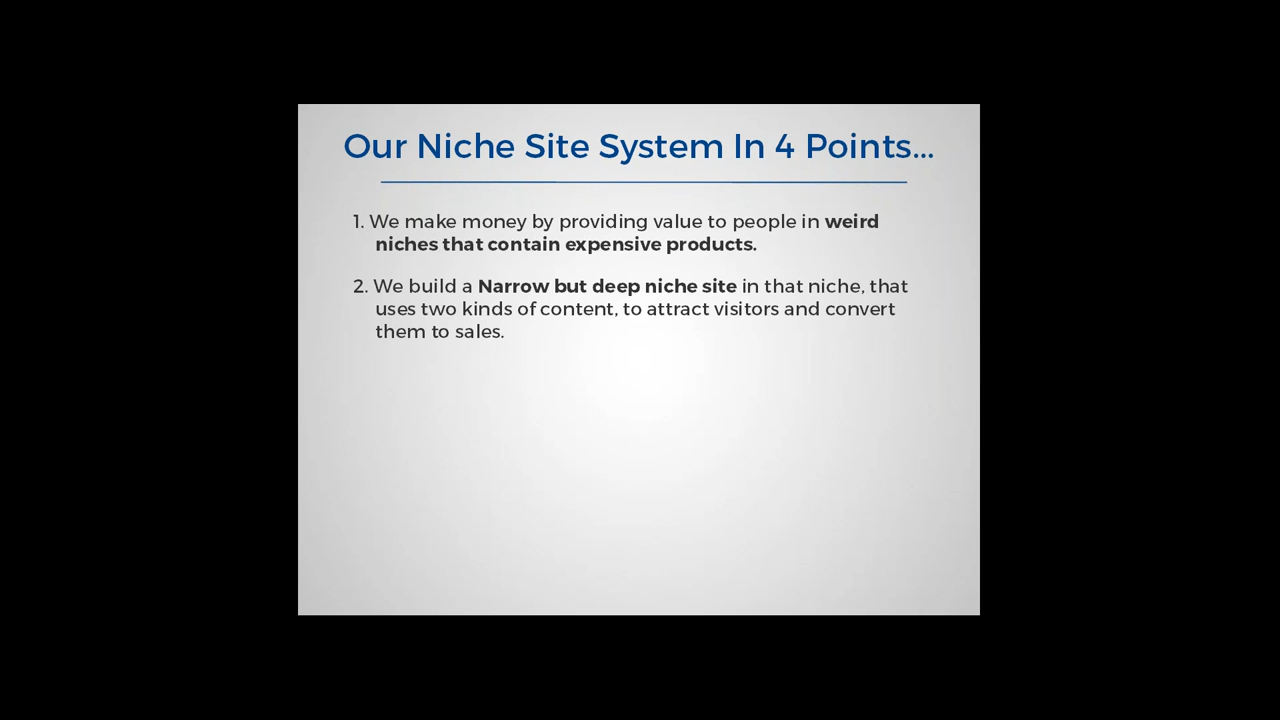 Our Niche Site System In 4 Points...
1. We make money by providing value to people in weird
niches that contain expensive products.
2. We build a Narrow but deep niche site in that niche, that
uses two kinds of content, to attract visitors and convert
them to sales.